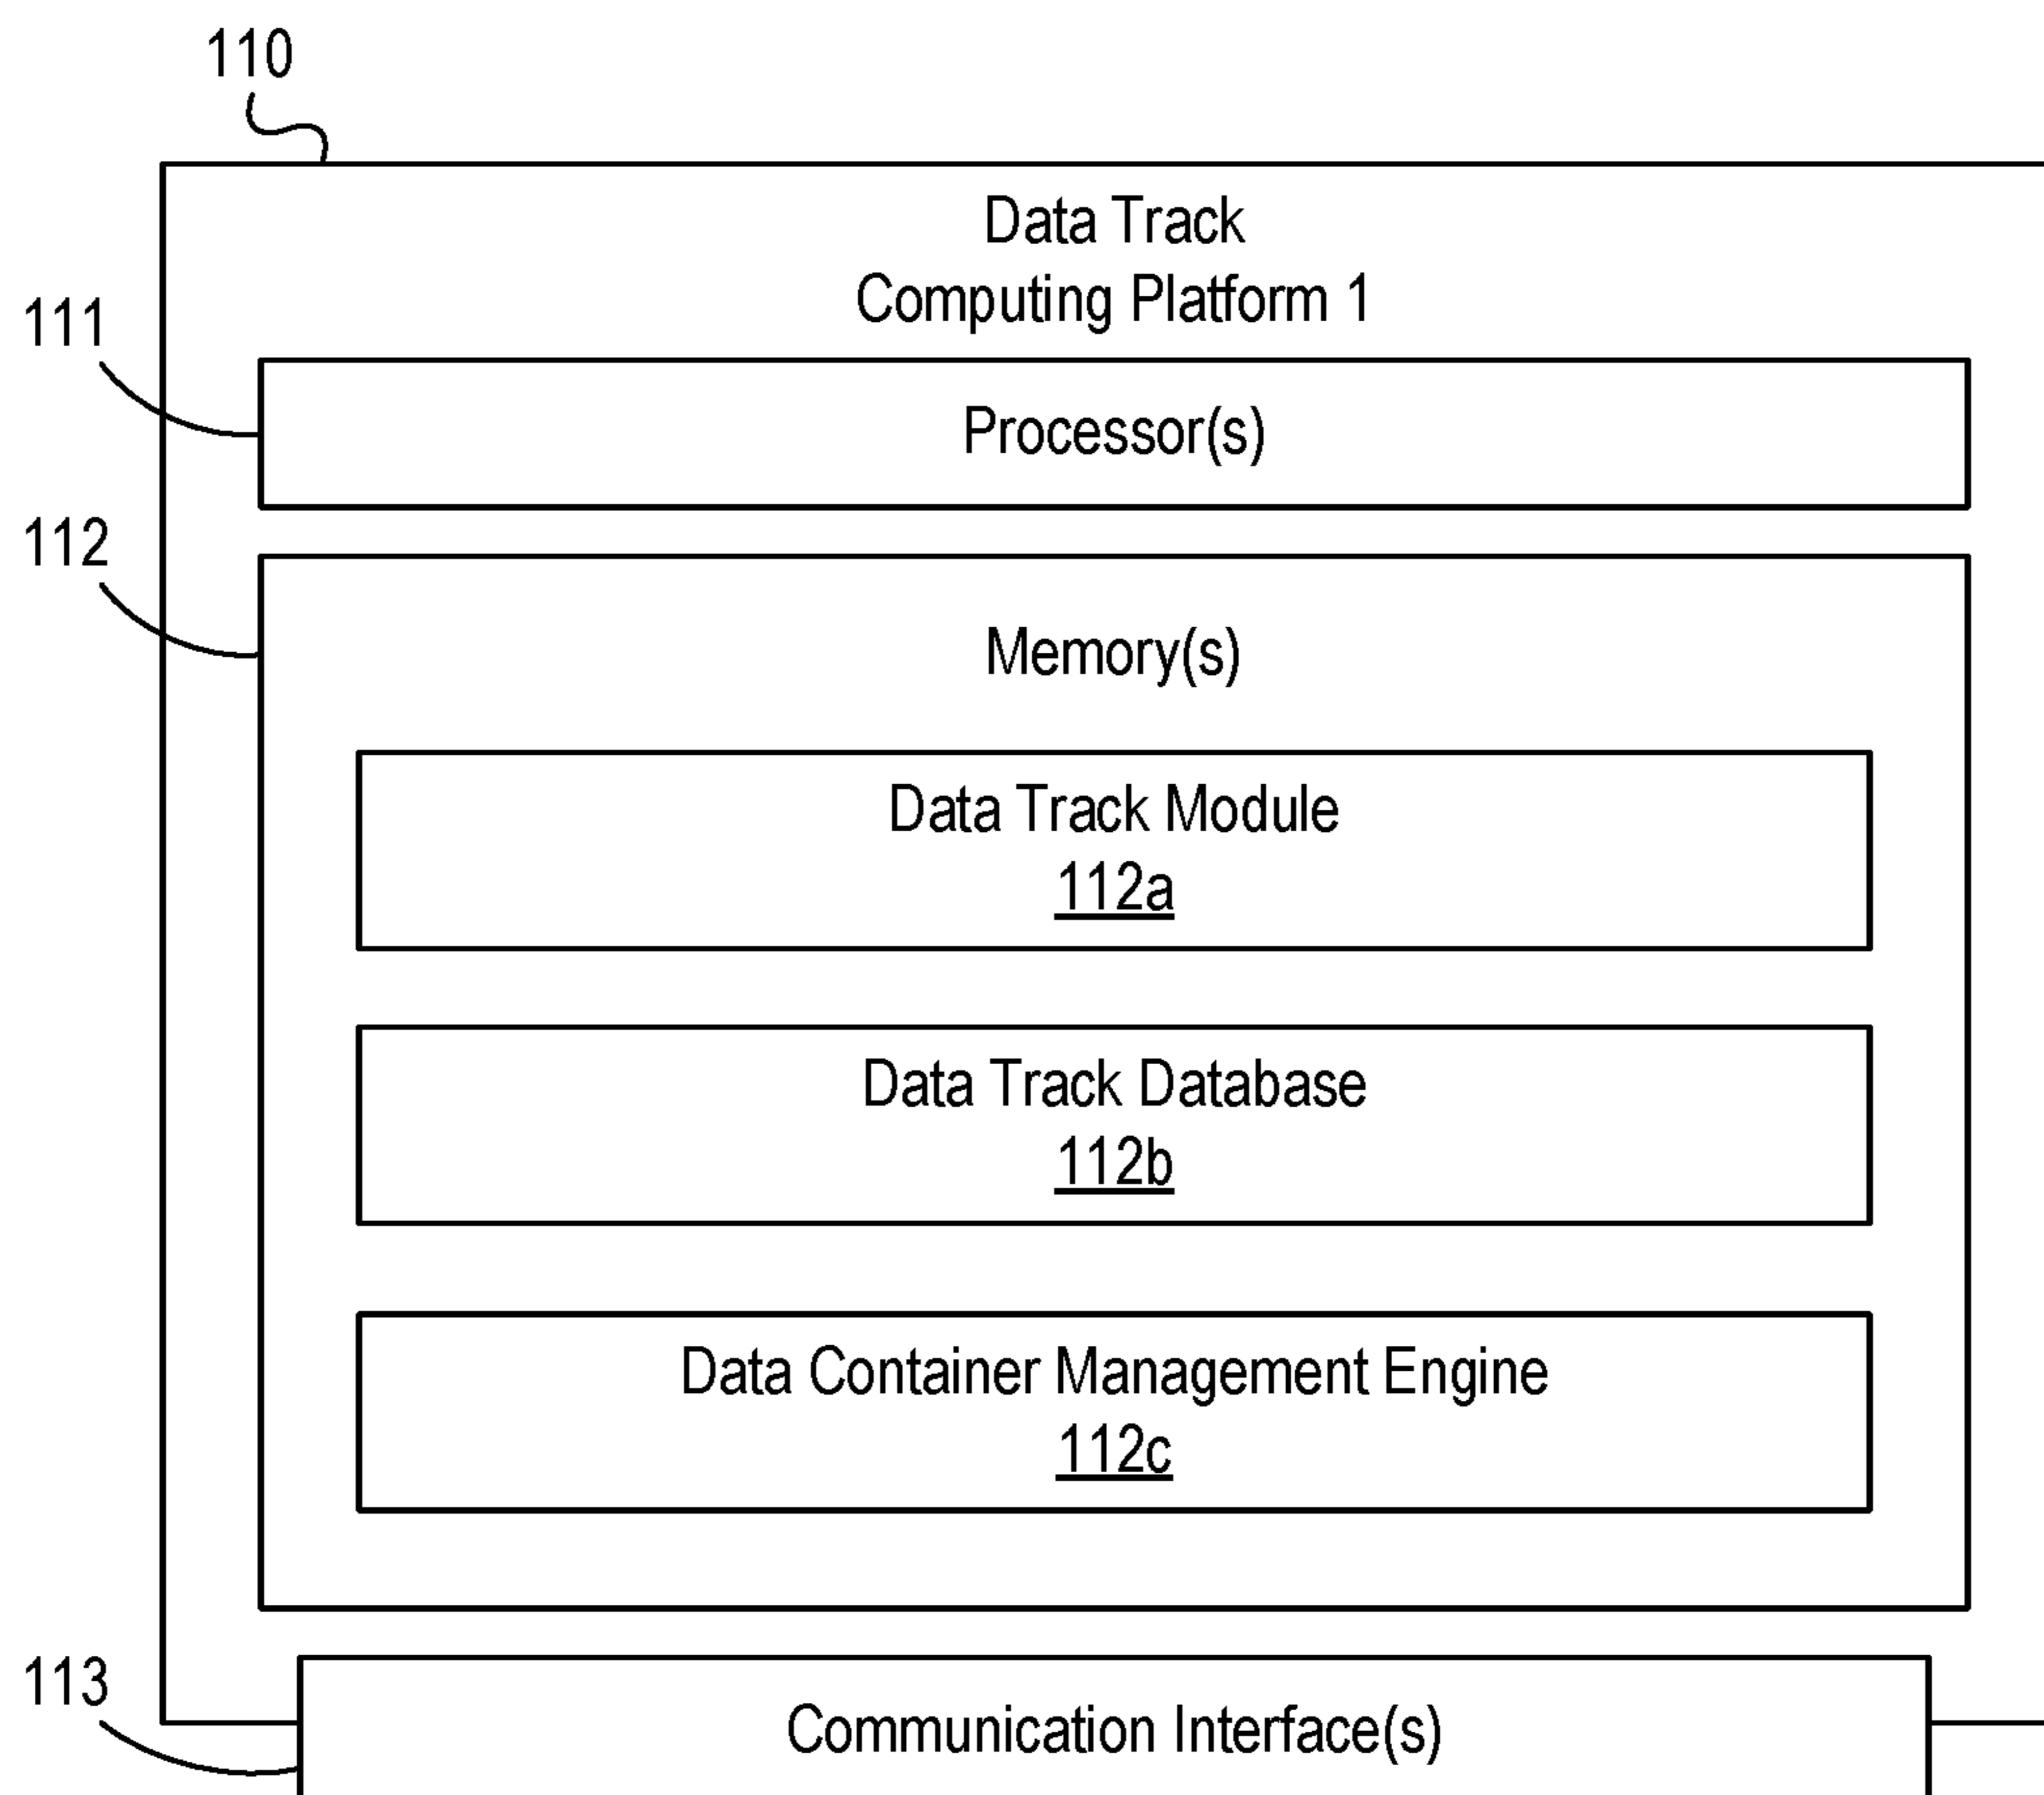 110
Data Track
Computing Platform 1
111
Processor(s)
112
Memory(s)
Data Track Module
112a
Data Track Database
112b
Data Container Management Engine
112c
113
Communication Interface(s)